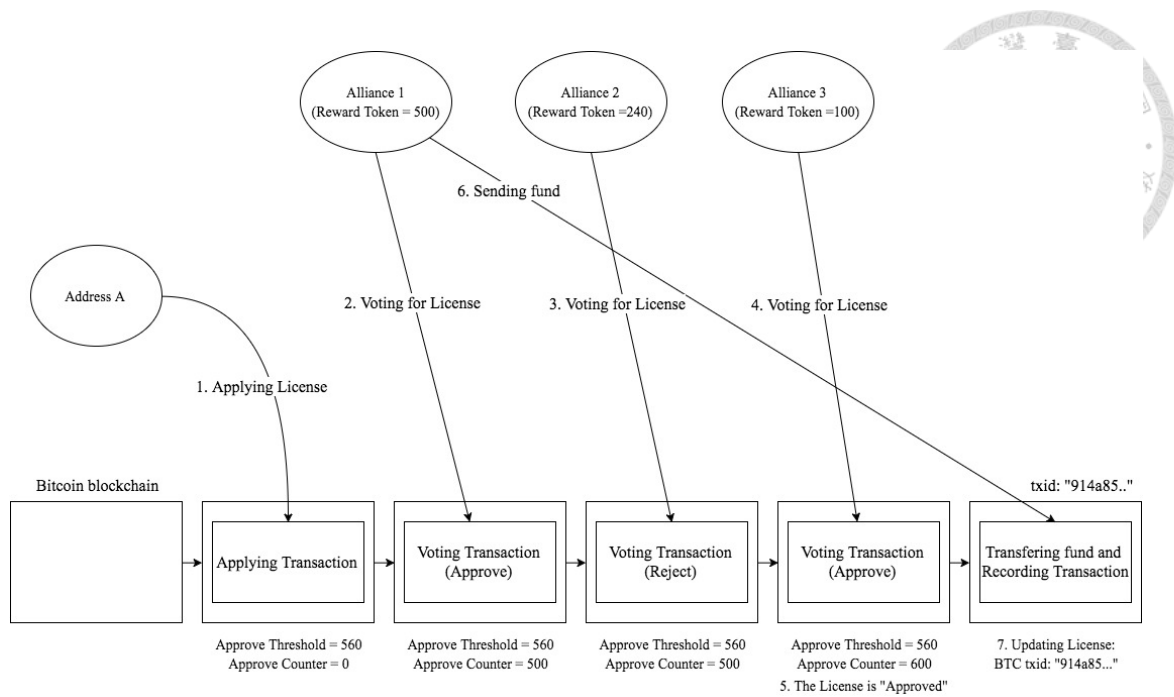 Alliance 1
(Reward Token = 500)
Alliance 2
(Reward Token =240)
Alliance 3
(Reward Token =100)
6. Sending fund
Address A
2. Voting for License
3. Voting for License
4. Voting for License
1. Applying License
Bitcoin blockchain
txid: "914a85.."
Applying Transaction
Voting Transaction
(Approve)
Voting Transaction
(Reject)
Voting Transaction
(Approve)
Transfering fund and
Recording Transaction
Approve Threshold = 560
Approve Counter = 0
Approve Threshold = 560
Approve Counter = 500
Approve Threshold = 560
Approve Counter = 500
Approve Threshold = 560
Approve Counter = 600
5. The License is "Approved"
7. Updating License:
BTC txid: "914a85..."